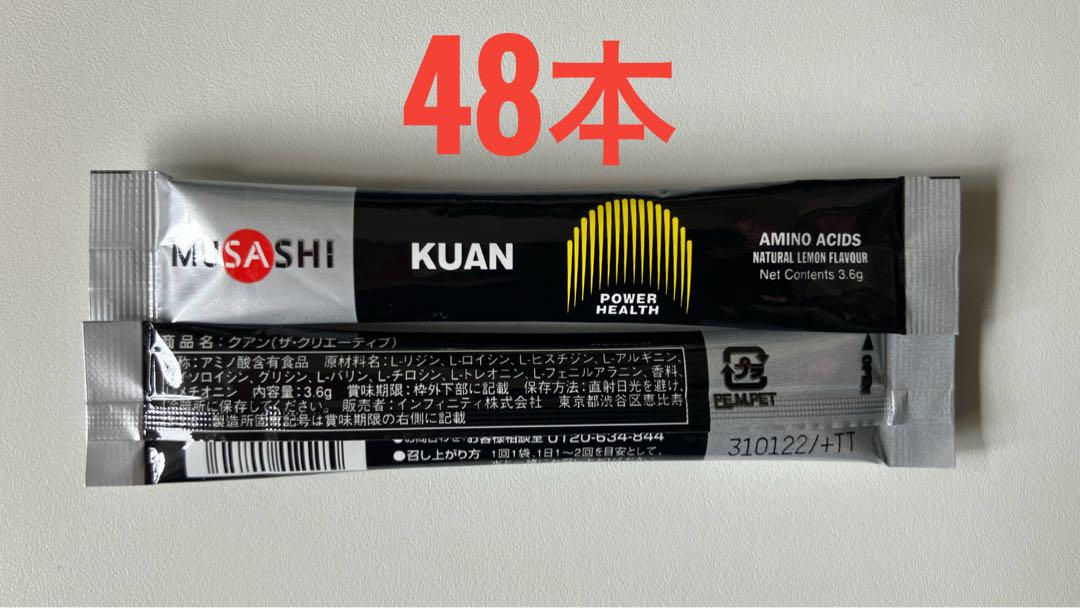 48本
MUSASHI
KUAN
POWER
HEALTH
AMINO ACIDS
NATURAL LEMON FLAVOUR
Net Contents 3.6g
商品名：クアン（ザ・クリエーティブ）
称：アミノ酸含有食品　原材料名：L-リジン、L-ロイシン、L-ヒスチジン、L-アルギニン、
ソロイシン、グリシン、L-バリン、L-チロシン、L-トレオニン、L-フェニルアラニン、香料、
チオニン　内容量：3.6g　賞味期限：枠外下部に記載　保存方法：直射日光を避け、
所に保存してください。　販売者：インフィニティ株式会社　東京都渋谷区恵比寿
製造所固有記号は賞味期限の右側に記載
プラ
PE,M,PET
OPEN
お客様相談室 0120-634-844
●召し上がり方　1回1袋、1日1〜2回を目安として、
310122/+TT